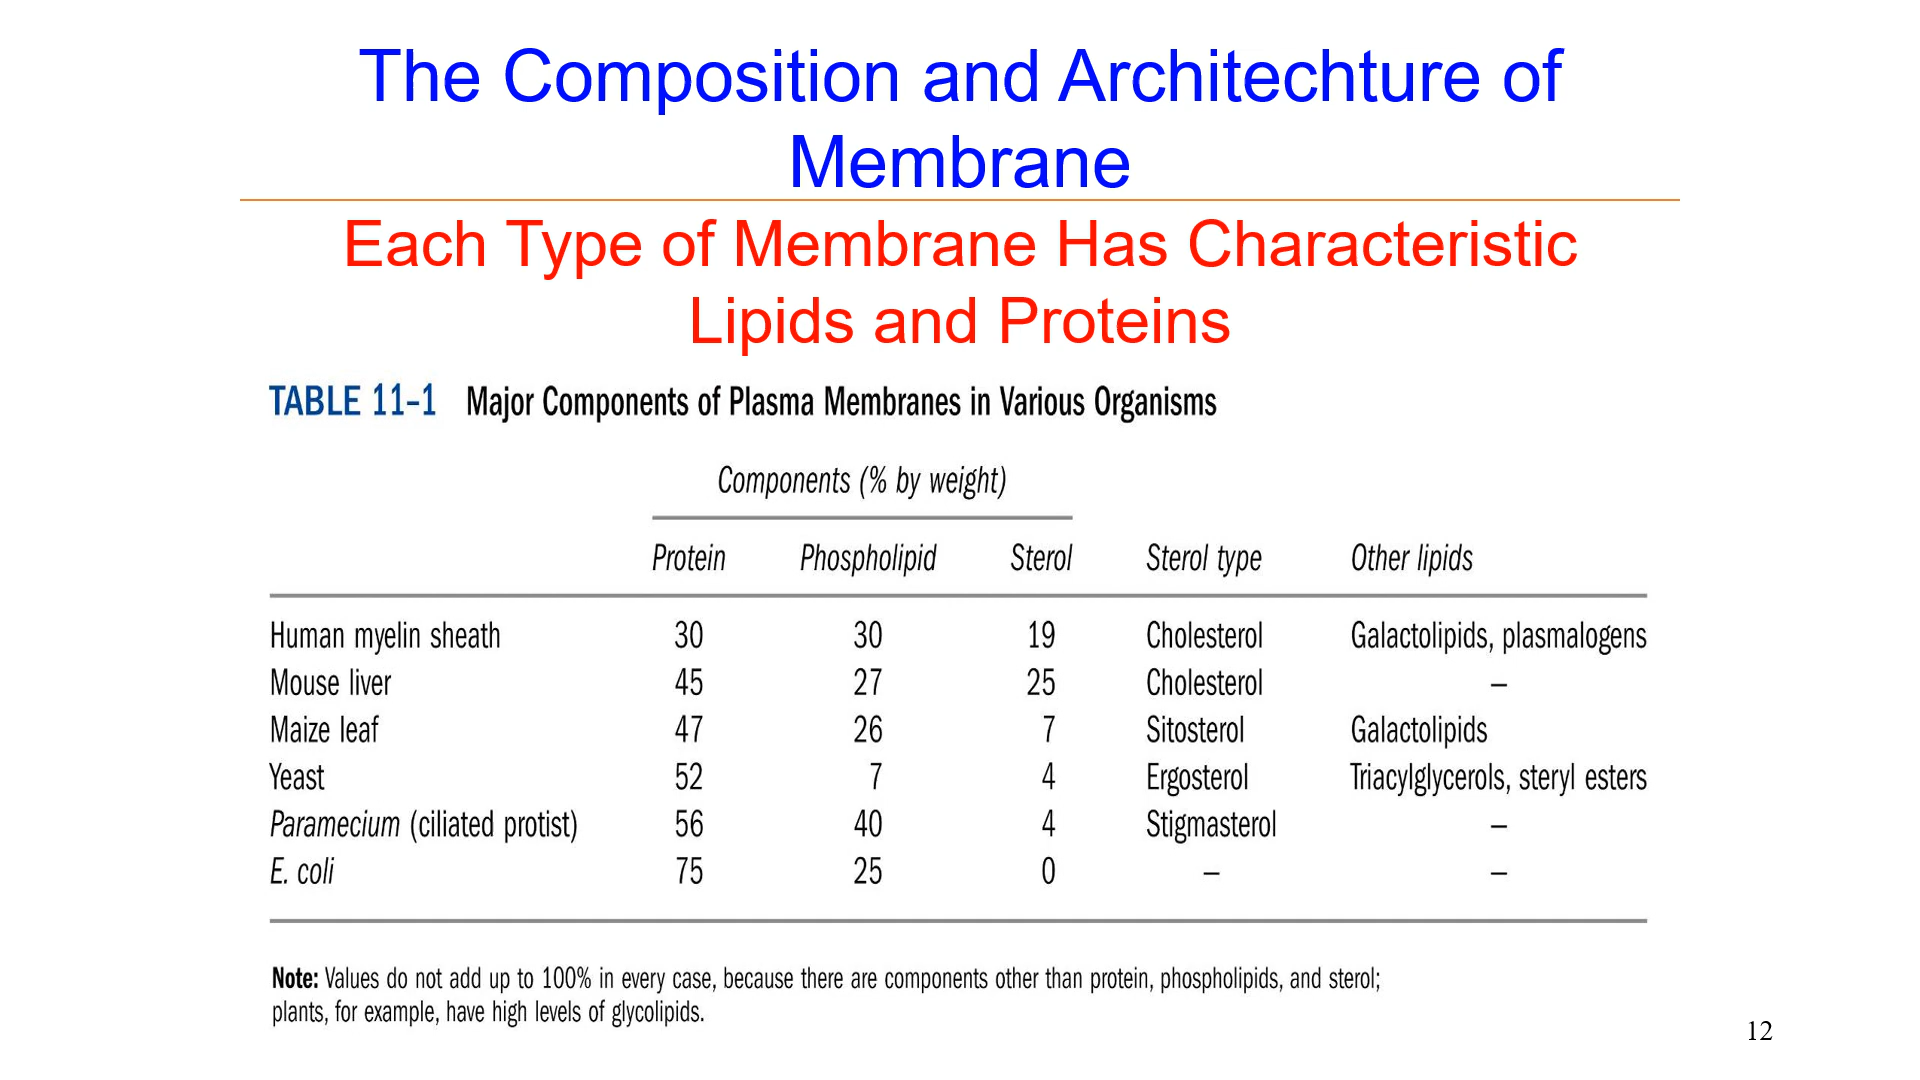 The Composition and Architechture of
Membrane
Each Type of Membrane Has Characteristic
Lipids and Proteins
TABLE 11–1 Major Components of Plasma Membranes in Various Organisms
Components (% by weight)
Protein Phospholipid Sterol Sterol type Other lipids
Human myelin sheath 30 30 19 Cholesterol Galactolipids, plasmalogens
Mouse liver 45 27 25 Cholesterol –
Maize leaf 47 26 7 Sitosterol Galactolipids
Yeast 52 7 4 Ergosterol Triacylglycerols, steryl esters
Paramecium (ciliated protist) 56 40 4 Stigmasterol –
E. coli 75 25 0 – –
Note: Values do not add up to 100% in every case, because there are components other than protein, phospholipids, and sterol;
plants, for example, have high levels of glycolipids.
12